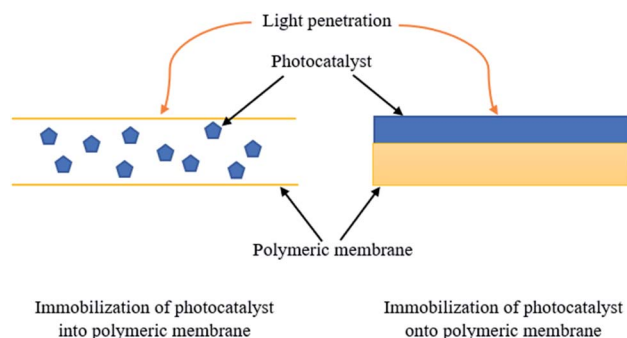 Light penetration
Photocatalyst
Polymeric membrane
Immobilization of photocatalyst
into polymeric membrane
Immobilization of photocatalyst
onto polymeric membrane